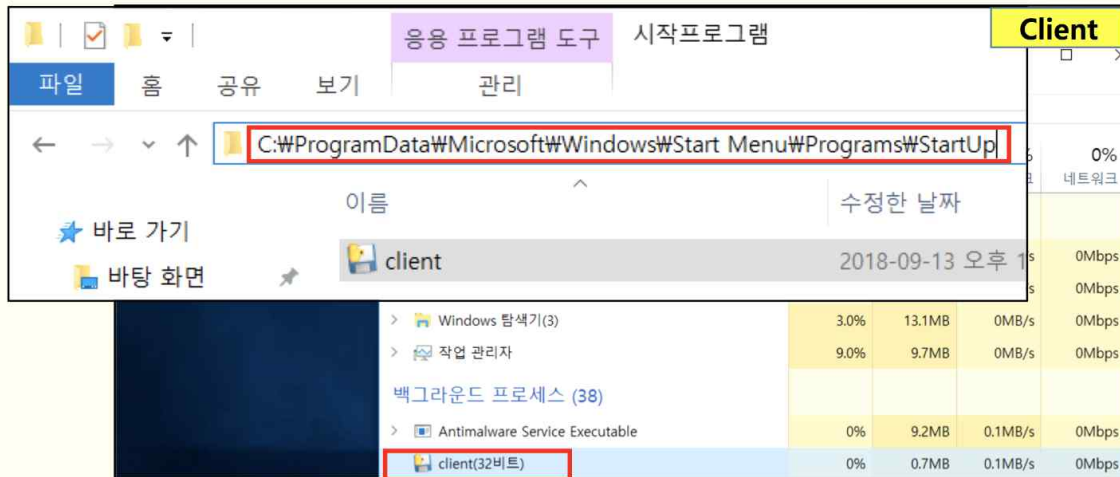 응용 프로그램 도구
시작프로그램
Client
파일
홈
공유
보기
관리
C:₩ProgramData₩Microsoft₩Windows₩Start Menu₩Programs₩StartUp
0%
네트워크
이름
수정한 날짜
바로 가기
client
2018-09-13 오후 1
0Mbps
바탕 화면
0Mbps
Windows 탐색기(3) 3.0% 13.1MB 0MB/s 0Mbps
작업 관리자 9.0% 9.7MB 0MB/s 0Mbps
백그라운드 프로세스 (38)
Antimalware Service Executable 0% 9.2MB 0.1MB/s 0Mbps
client(32비트) 0% 0.7MB 0.1MB/s 0Mbps